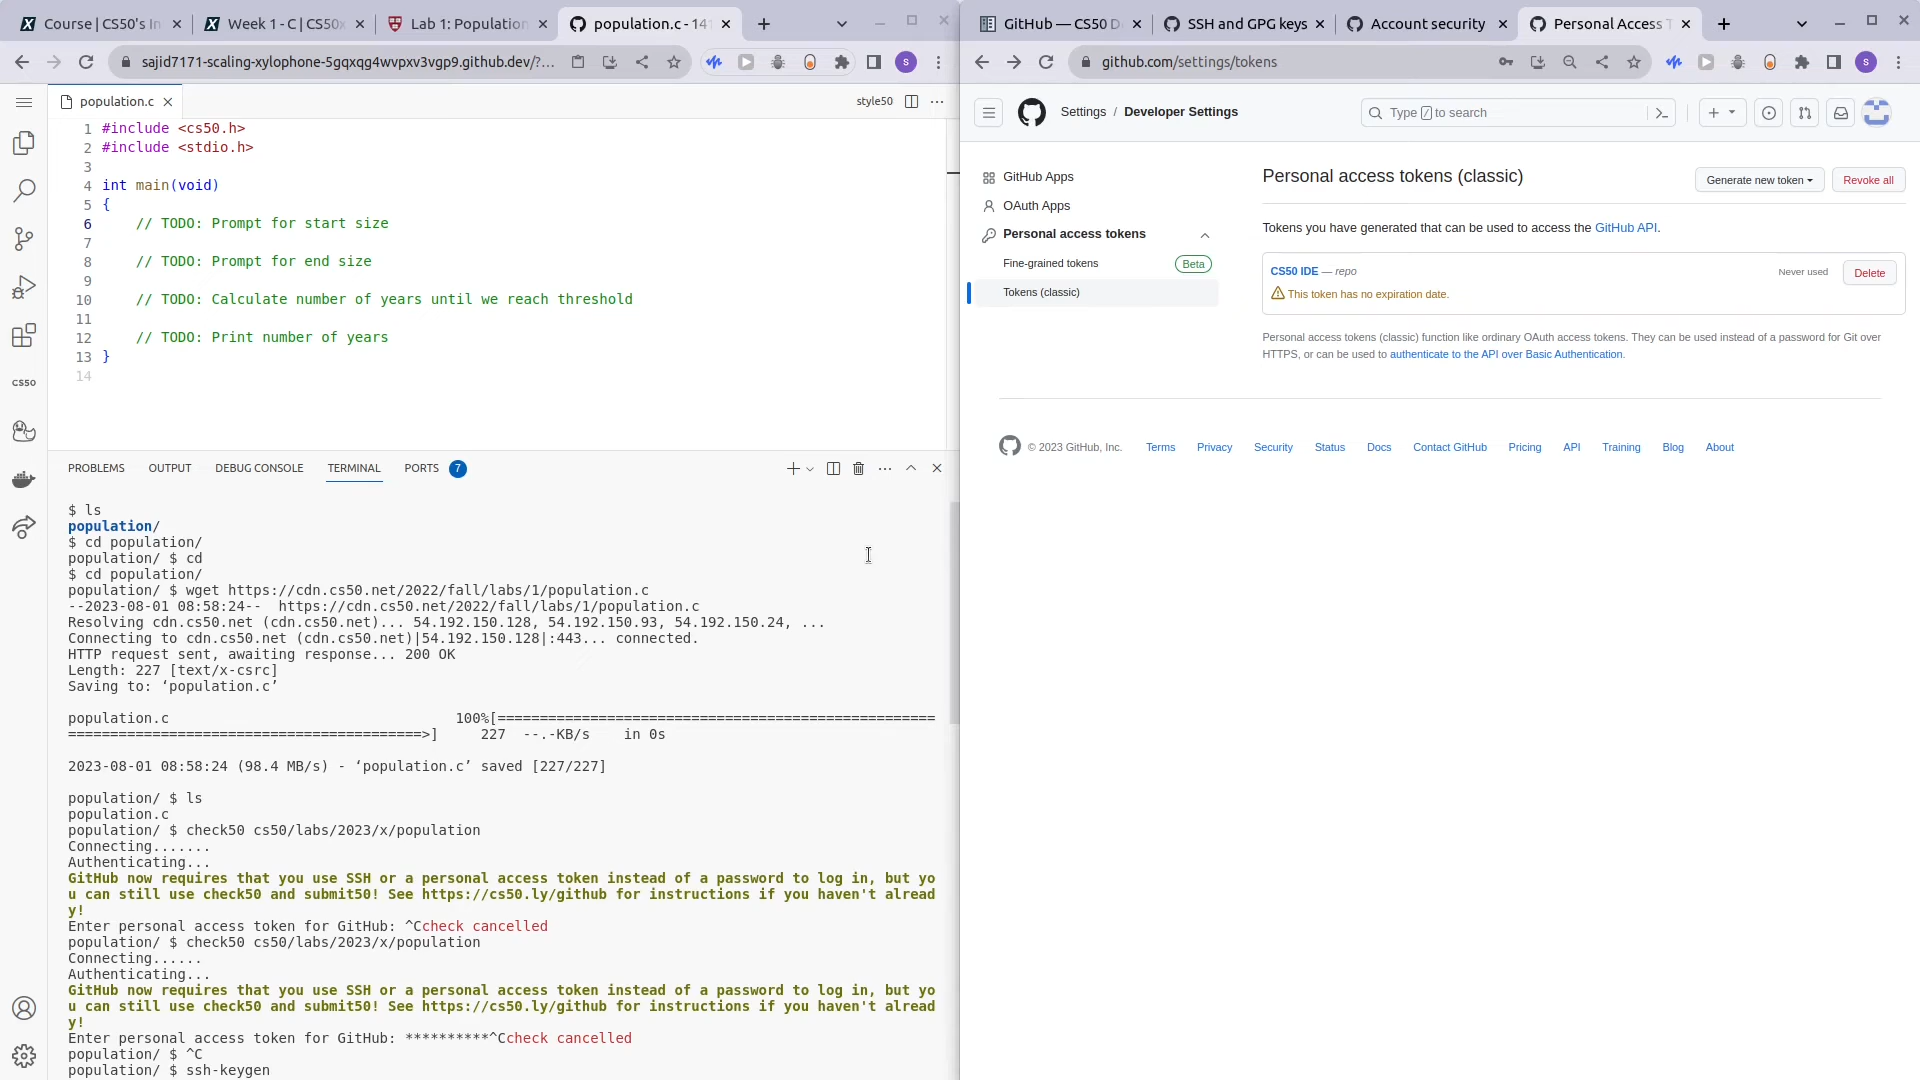 Course | CS50's In
Week 1 - C | CS50x
Lab 1: Population
population.c - 141
sajid7171-scaling-xylophone-5gqxqg4wvpxv3vgp9.github.dev/?...
S
population.c
style50
1 #include <cs50.h>
2 #include <stdio.h>
3
4 int main(void)
5 {
6 // TODO: Prompt for start size
7
8 // TODO: Prompt for end size
9
10 // TODO: Calculate number of years until we reach threshold
11
12 // TODO: Print number of years
13 }
14
CS50
PROBLEMS OUTPUT DEBUG CONSOLE TERMINAL PORTS 7
$ ls
population/
$ cd population/
population/ $ cd
$ cd population/
population/ $ wget https://cdn.cs50.net/2022/fall/labs/1/population.c
--2023-08-01 08:58:24--  https://cdn.cs50.net/2022/fall/labs/1/population.c
Resolving cdn.cs50.net (cdn.cs50.net)... 54.192.150.128, 54.192.150.93, 54.192.150.24, ...
Connecting to cdn.cs50.net (cdn.cs50.net)|54.192.150.128|:443... connected.
HTTP request sent, awaiting response... 200 OK
Length: 227 [text/x-csrc]
Saving to: ‘population.c’
population.c 100%[====================================================
==========================================>] 227 --.-KB/s in 0s
2023-08-01 08:58:24 (98.4 MB/s) - ‘population.c’ saved [227/227]
population/ $ ls
population.c
population/ $ check50 cs50/labs/2023/x/population
Connecting.......
Authenticating...
GitHub now requires that you use SSH or a personal access token instead of a password to log in, but yo
u can still use check50 and submit50! See https://cs50.ly/github for instructions if you haven't alread
y!
Enter personal access token for GitHub: ^Ccheck cancelled
population/ $ check50 cs50/labs/2023/x/population
Connecting......
Authenticating...
GitHub now requires that you use SSH or a personal access token instead of a password to log in, but yo
u can still use check50 and submit50! See https://cs50.ly/github for instructions if you haven't alread
y!
Enter personal access token for GitHub: **********^Ccheck cancelled
population/ $ ^C
population/ $ ssh-keygen
GitHub — CS50 D
SSH and GPG keys
Account security
Personal Access T
github.com/settings/tokens
S
Settings / Developer Settings
Type / to search
GitHub Apps
OAuth Apps
Personal access tokens
Fine-grained tokens Beta
Tokens (classic)
Personal access tokens (classic)
Generate new token
Revoke all
Tokens you have generated that can be used to access the GitHub API.
CS50 IDE — repo
Never used
Delete
This token has no expiration date.
Personal access tokens (classic) function like ordinary OAuth access tokens. They can be used instead of a password for Git over
HTTPS, or can be used to authenticate to the API over Basic Authentication.
© 2023 GitHub, Inc. Terms Privacy Security Status Docs Contact GitHub Pricing API Training Blog About